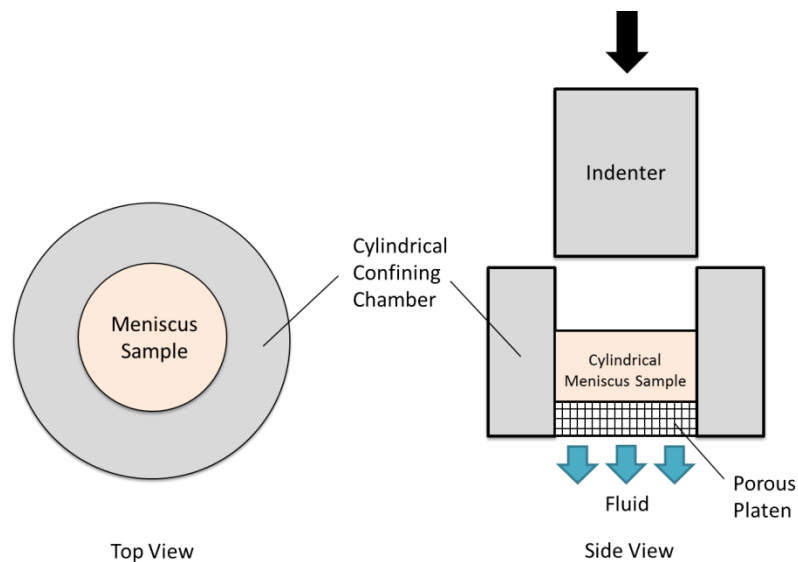 Meniscus
Sample
Cylindrical
Confining
Chamber
Indenter
Cylindrical
Meniscus Sample
Fluid
Porous
Platen
Top View
Side View